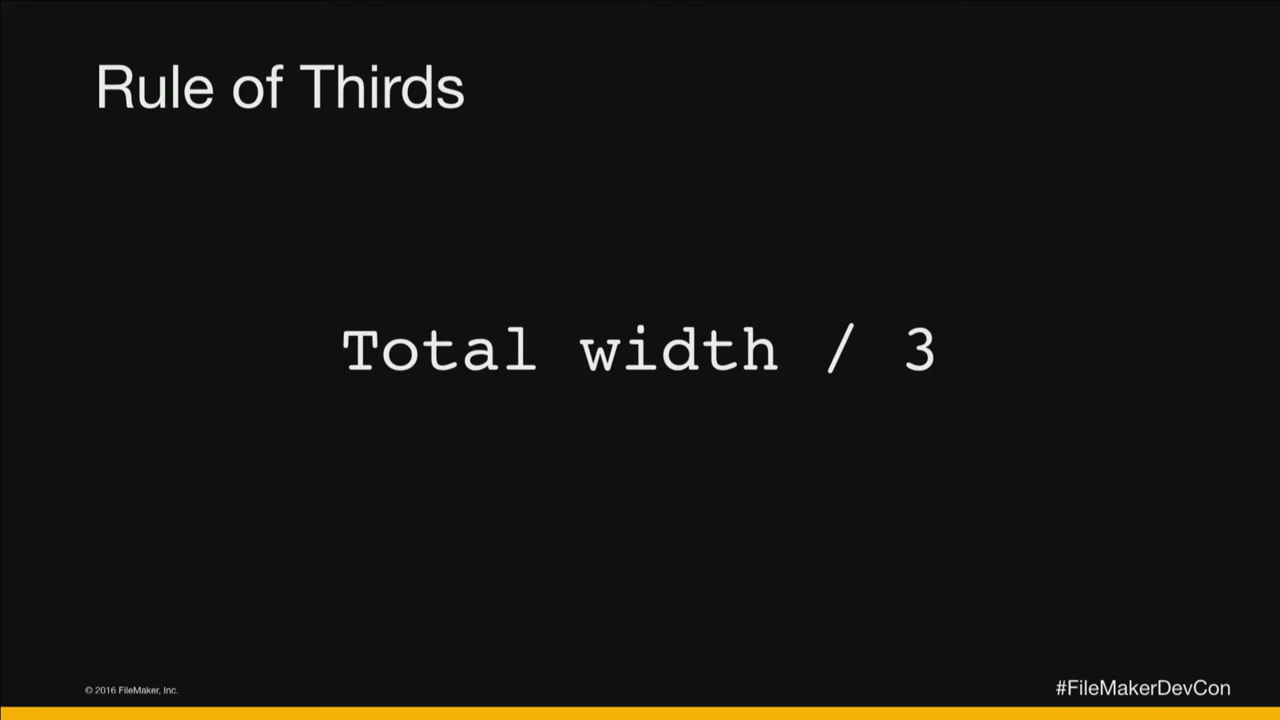 Rule of Thirds
Total width / 3
© 2016 FileMaker, Inc.
#FileMakerDevCon